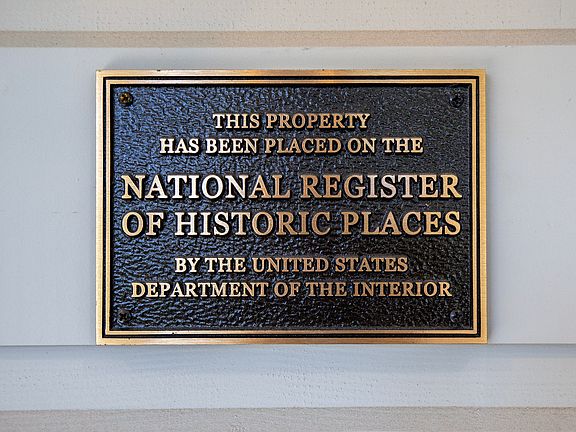 THIS PROPERTY
HAS BEEN PLACED ON THE
NATIONAL REGISTER
OF HISTORIC PLACES
BY THE UNITED STATES
DEPARTMENT OF THE INTERIOR